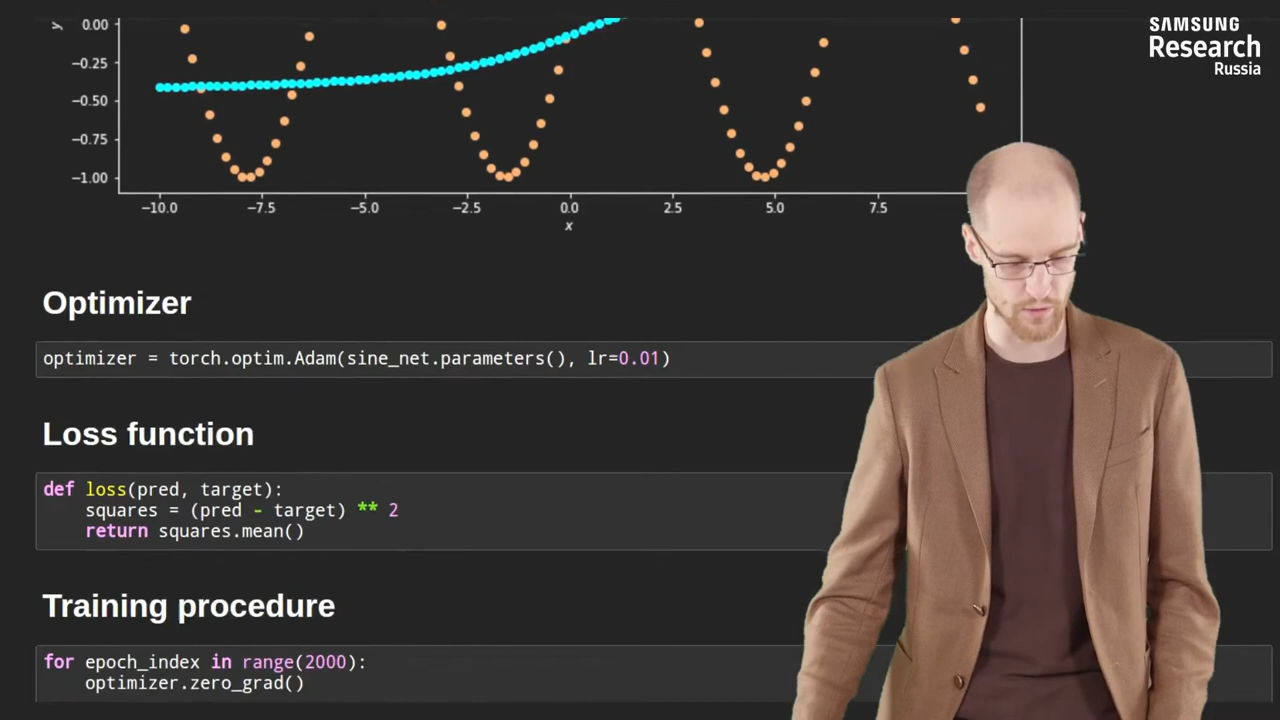 SAMSUNG
Research
Russia
y
0.00
−0.25
−0.50
−0.75
−1.00
−10.0 −7.5 −5.0 −2.5 0.0 2.5 5.0 7.5
x
Optimizer
optimizer = torch.optim.Adam(sine_net.parameters(), lr=0.01)
Loss function
def loss(pred, target):
    squares = (pred - target) ** 2
    return squares.mean()
Training procedure
for epoch_index in range(2000):
    optimizer.zero_grad()